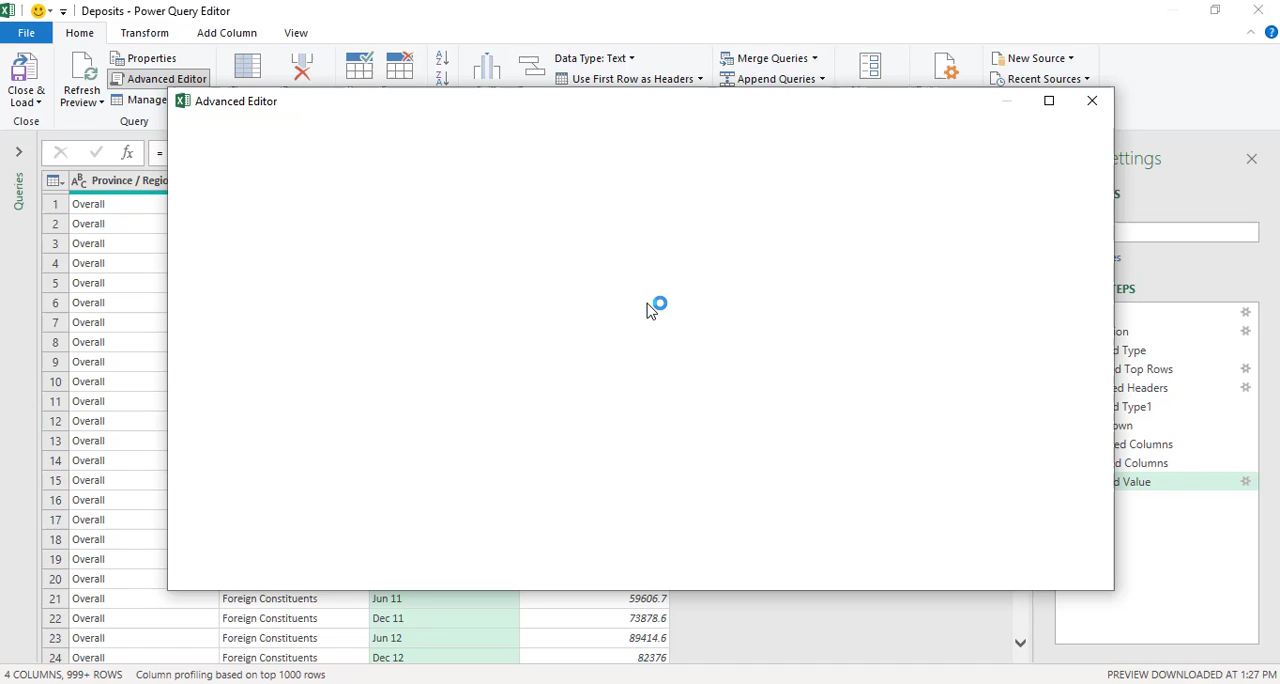 Deposits - Power Query Editor
File Home Transform Add Column View
Close & Load
Refresh Preview
Properties
Advanced Editor
Manage
Data Type: Text
Use First Row as Headers
Merge Queries
Append Queries
New Source
Recent Sources
Close
Query
Advanced Editor
Queries
fx =
ettings
S
ABC Province / Regio
1 Overall
2 Overall
3 Overall
4 Overall
5 Overall
6 Overall
7 Overall
8 Overall
9 Overall
10 Overall
11 Overall
12 Overall
13 Overall
14 Overall
15 Overall
16 Overall
17 Overall
18 Overall
19 Overall
20 Overall
21 Overall Foreign Constituents Jun 11 59606.7
22 Overall Foreign Constituents Dec 11 73878.6
23 Overall Foreign Constituents Jun 12 89414.6
24 Overall Foreign Constituents Dec 12 82376
es
TEPS
ion
d Type
d Top Rows
ed Headers
d Type1
own
ed Columns
d Columns
d Value
4 COLUMNS, 999+ ROWS Column profiling based on top 1000 rows
PREVIEW DOWNLOADED AT 1:27 PM